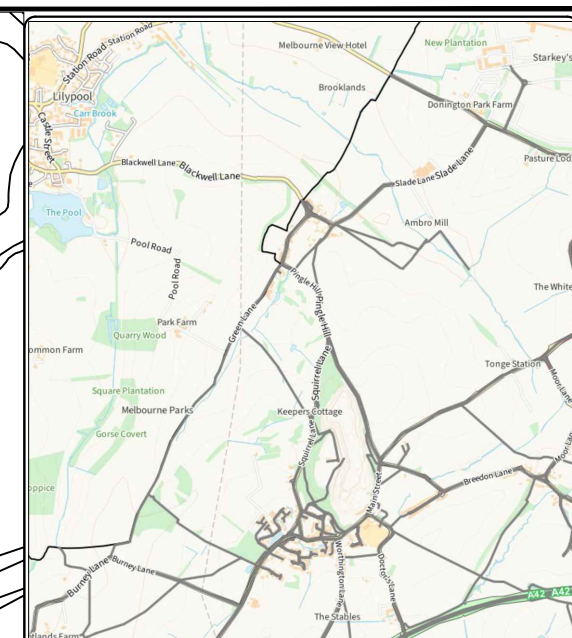 Station Road
Station Road
Melbourne View Hotel
New Plantation
Starkey's
Lilypool
Brooklands
Donington Park Farm
Carr Brook
Castle Street
Pasture Lod
Blackwell Lane
Blackwell Lane
Slade Lane
Slade Lane
The Pool
Ambro Mill
Pool Road
Pool Road
Pingle Hill
Pingle Hill
The White
Park Farm
Green Lane
Quarry Wood
ommon Farm
Squirrel Lane
Tonge Station
Moor Lane
Square Plantation
Melbourne Parks
Keepers Cottage
Gorse Covert
Squirrel Lane
Moor Lan
Breedon Lane
oppice
Main Street
Worthington Lane
Doctors Lane
Burney Lane
Burney Lane
A42
A42
The Stables
tlands Farm